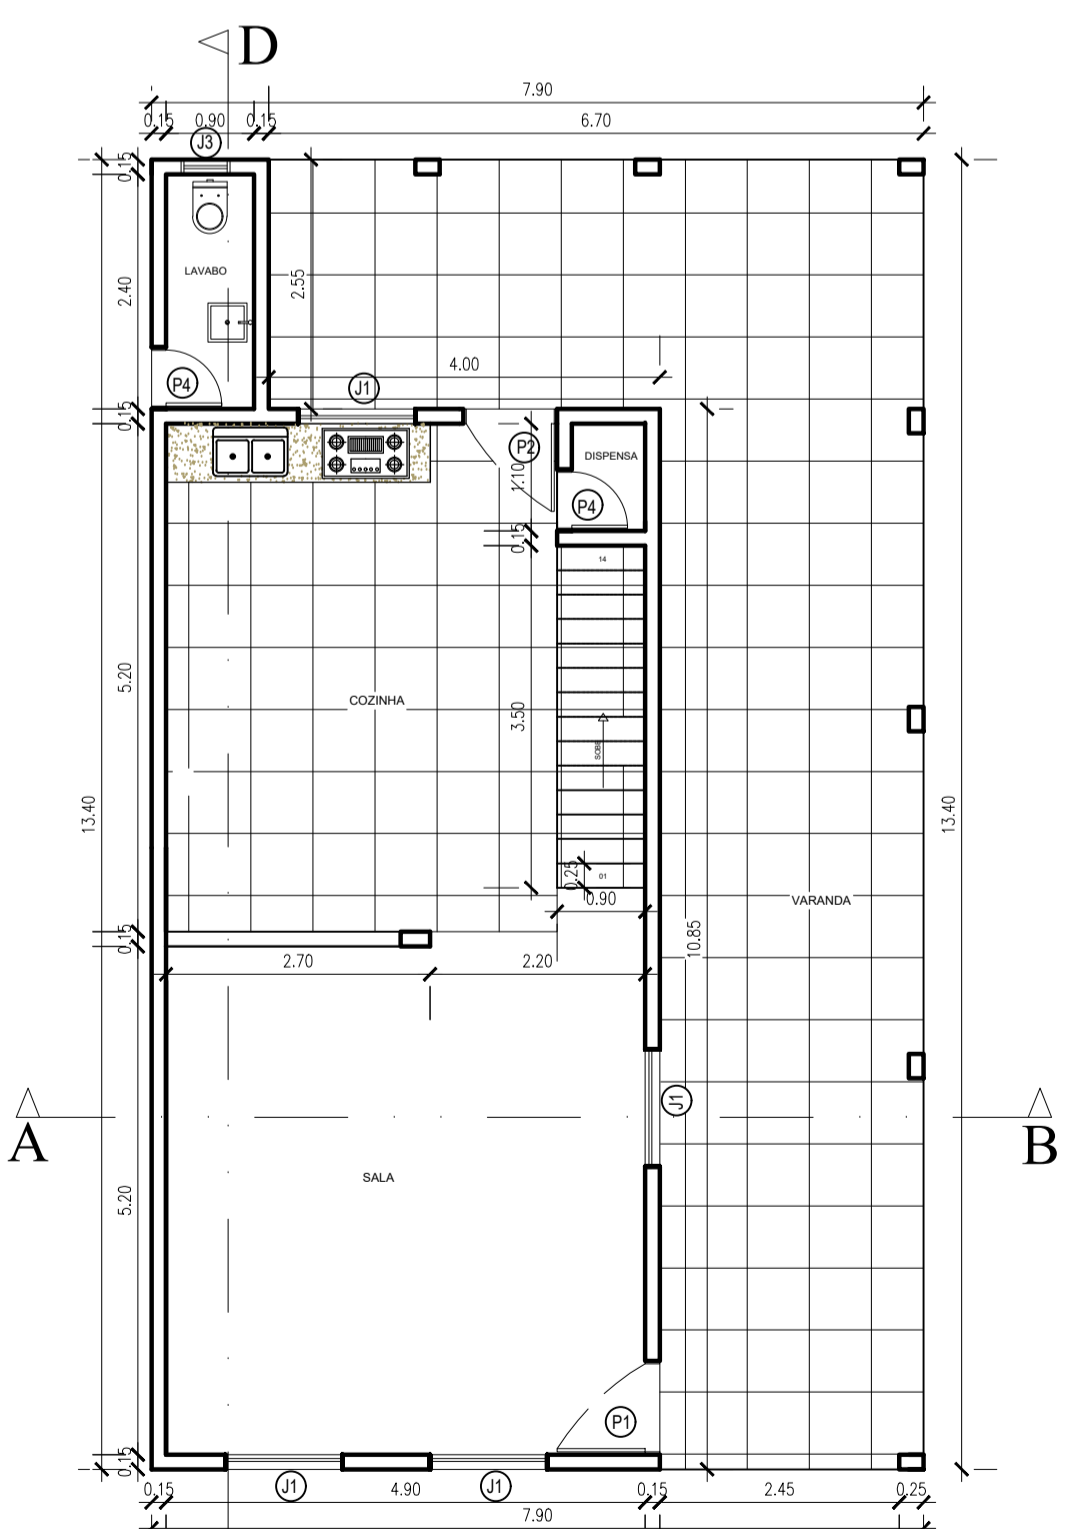 D
7.90
0.15 0.90 0.15 6.70
J3
0.15
LAVABO
2.40
2.55
P4
4.00
J1
0.15
P2
1.10
DISPENSA
P4
0.15
14
5.20
COZINHA
3.50
SOBE
13.40
13.40
0.25
01
0.90
VARANDA
0.15
10.85
2.70 2.20
J1
A
B
SALA
5.20
P1
0.15
J1 J1
0.15 4.90 0.15 2.45 0.25
7.90